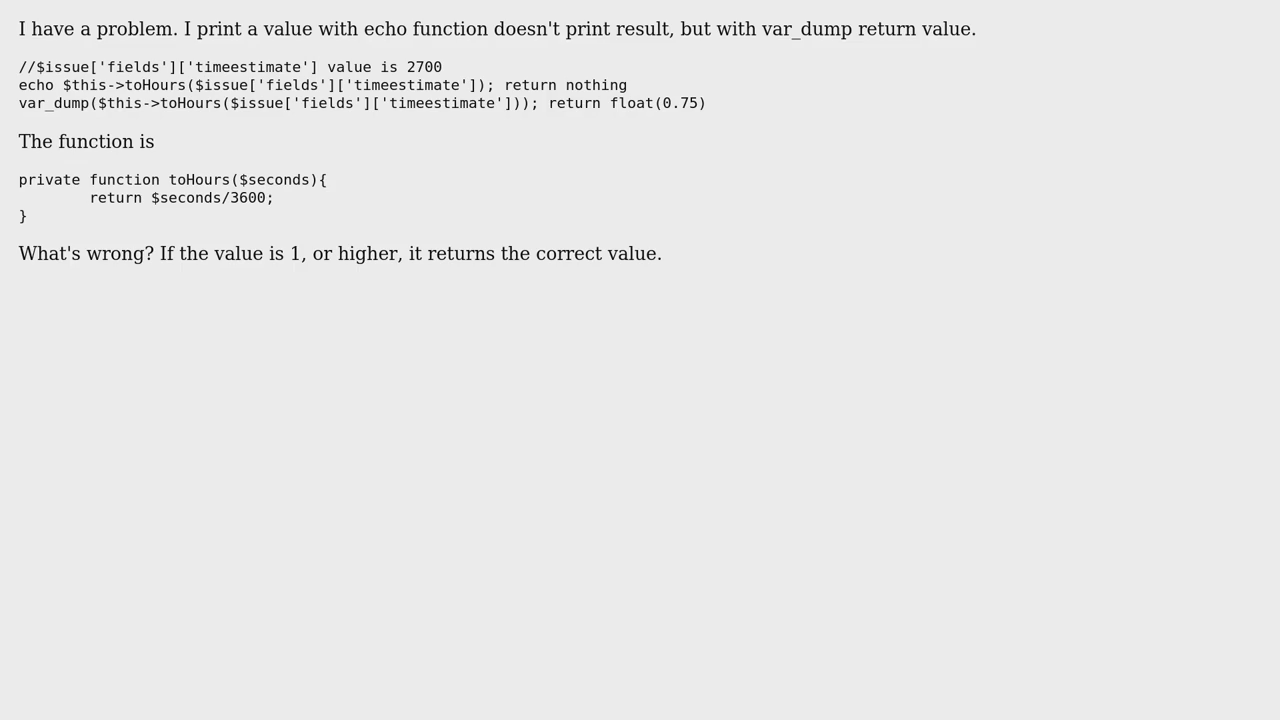 I have a problem. I print a value with echo function doesn't print result, but with var_dump return value.
//$issue['fields']['timeestimate'] value is 2700
echo $this->toHours($issue['fields']['timeestimate']); return nothing
var_dump($this->toHours($issue['fields']['timeestimate'])); return float(0.75)
The function is
private function toHours($seconds){
        return $seconds/3600;
}
What's wrong? If the value is 1, or higher, it returns the correct value.